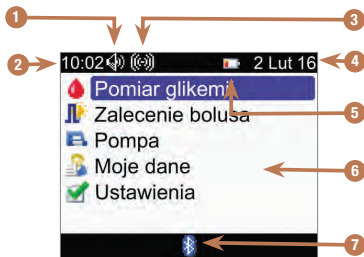 1
3
2
10:02
2 Lut 16
4
Pomiar glikemii
5
Zalecenie bolusa
Pompa
Moje dane
6
Ustawienia
7